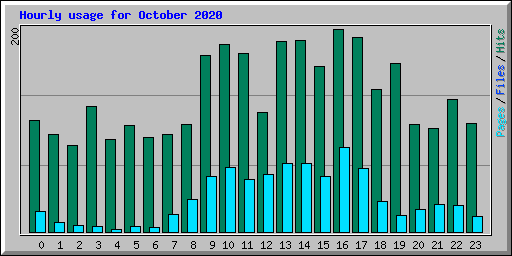 Hourly usage for October 2020
200
Pages/Files/Hits
0 1 2 3 4 5 6 7 8 9 10 11 12 13 14 15 16 17 18 19 20 21 22 23